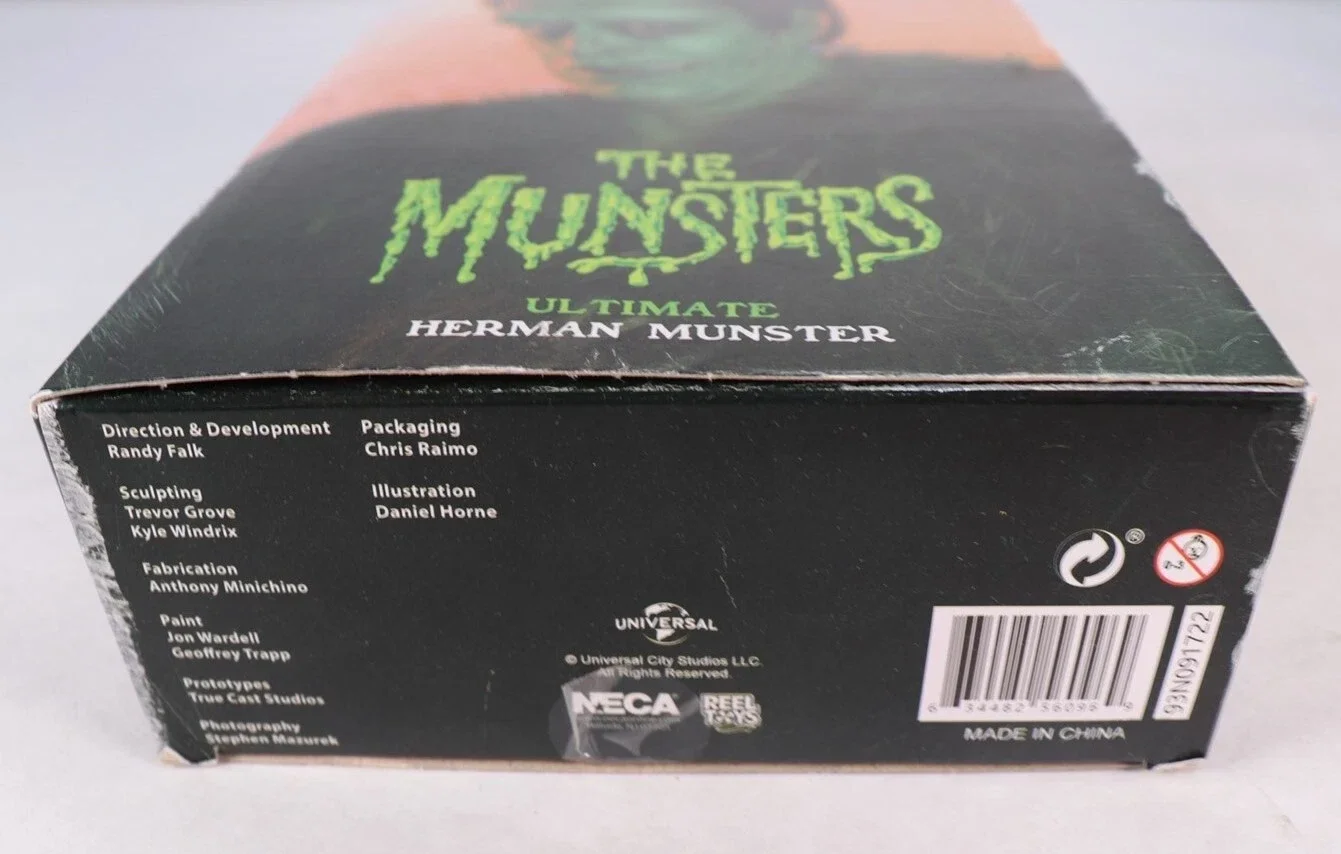 THE
MUNSTERS
ULTIMATE
HERMAN MUNSTER
Direction & Development
Randy Falk
Sculpting
Trevor Grove
Kyle Windrix
Fabrication
Anthony Minichino
Paint
Jon Wardell
Geoffrey Trapp
Prototypes
True Cast Studios
Photography
Stephen Mazurek
Packaging
Chris Raimo
Illustration
Daniel Horne
UNIVERSAL
© Universal City Studios LLC.
All Rights Reserved.
NECA
REEL
TOYS
®
6 34482 56096 9
93N091722
MADE IN CHINA